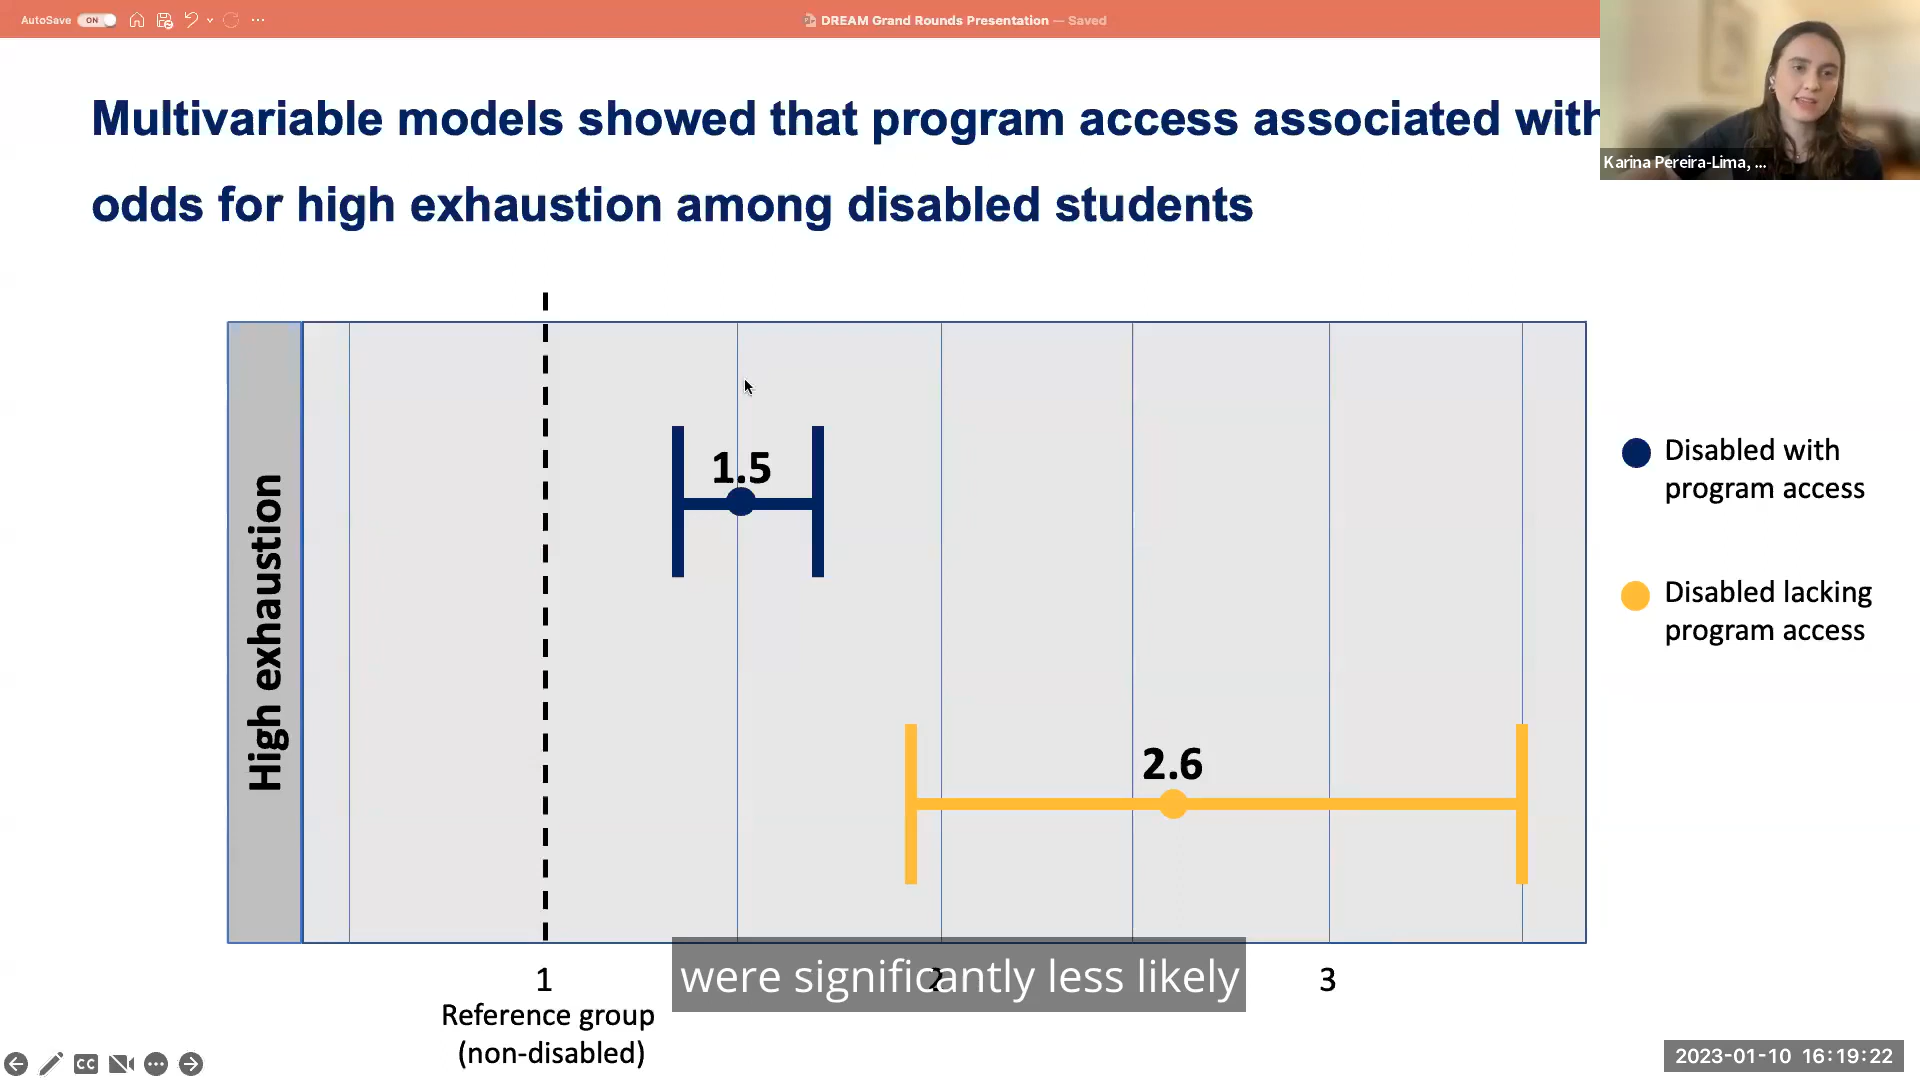 AutoSave ON DREAM Grand Rounds Presentation — Saved
Multivariable models showed that program access associated with
odds for high exhaustion among disabled students
Karina Pereira-Lima, ...
High exhaustion
1.5
2.6
Disabled with
program access
Disabled lacking
program access
1 2 3
Reference group
(non-disabled)
were significantly less likely
CC
2023-01-10 16:19:22